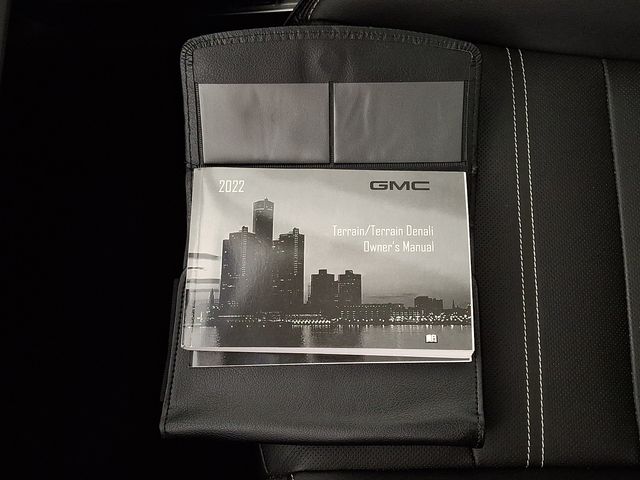 2022
GMC
Terrain/Terrain Denali
Owner's Manual